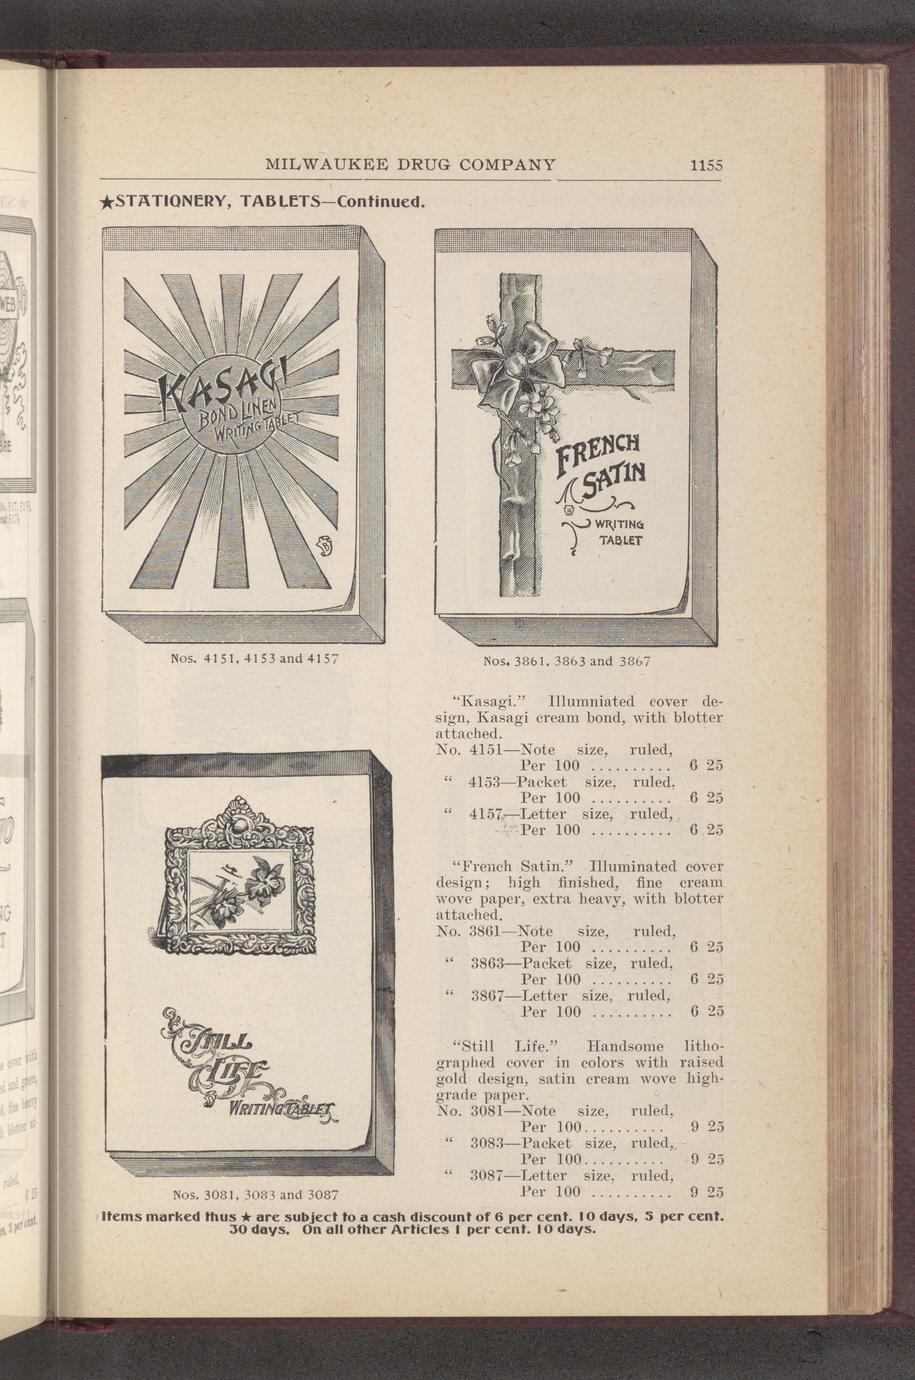 MILWAUKEE DRUG COMPANY 1155
★STATIONERY, TABLETS—Continued.
KASAGI
BOND LINEN
WRITING TABLET
Nos. 4151, 4153 and 4157
FRENCH
SATIN
WRITING
TABLET
Nos. 3861, 3863 and 3867
STILL
LIFE
WRITING TABLET
Nos. 3081, 3083 and 3087
“Kasagi.” Illumniated cover de-
sign, Kasagi cream bond, with blotter
attached.
No. 4151—Note size, ruled,
Per 100 .......... 6 25
“ 4153—Packet size, ruled,
Per 100 .......... 6 25
“ 4157—Letter size, ruled,
Per 100 .......... 6 25
“French Satin.” Illuminated cover
design; high finished, fine cream
wove paper, extra heavy, with blotter
attached.
No. 3861—Note size, ruled,
Per 100 .......... 6 25
“ 3863—Packet size, ruled,
Per 100 .......... 6 25
“ 3867—Letter size, ruled,
Per 100 .......... 6 25
“Still Life.” Handsome litho-
graphed cover in colors with raised
gold design, satin cream wove high-
grade paper.
No. 3081—Note size, ruled,
Per 100.......... 9 25
“ 3083—Packet size, ruled,
Per 100.......... 9 25
“ 3087—Letter size, ruled,
Per 100 .......... 9 25
Items marked thus ★ are subject to a cash discount of 6 per cent. 10 days, 5 per cent.
30 days. On all other Articles 1 per cent. 10 days.